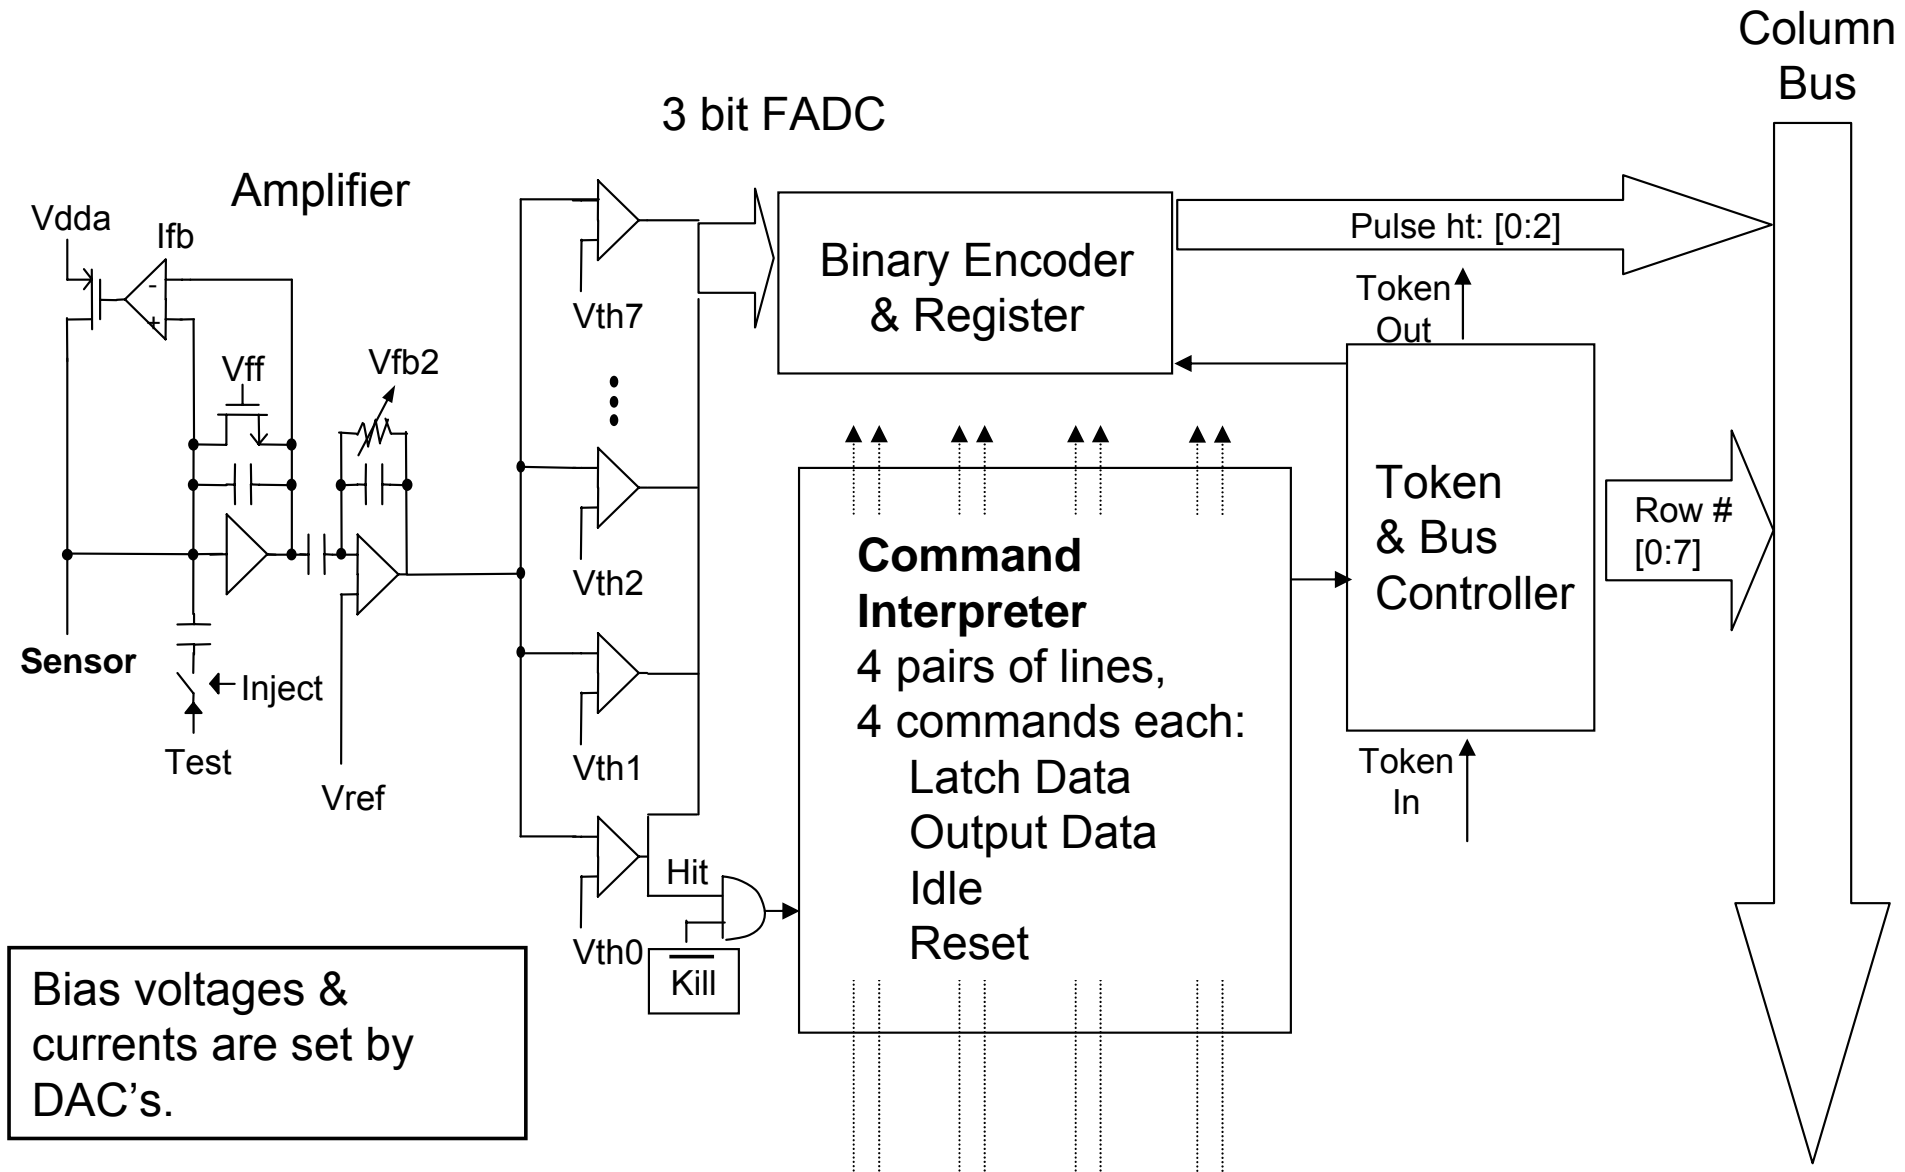 Column
Bus
3 bit FADC
Amplifier
Vdda
Ifb
-
+
Vff
Vfb2
Sensor
Inject
Test
Vref
Vth7
Vth2
Vth1
Vth0
Hit
Kill
Binary Encoder
& Register
Pulse ht: [0:2]
Token
Out
Token
& Bus
Controller
Row #
[0:7]
Token
In
Command
Interpreter
4 pairs of lines,
4 commands each:
Latch Data
Output Data
Idle
Reset
Bias voltages &
currents are set by
DAC’s.